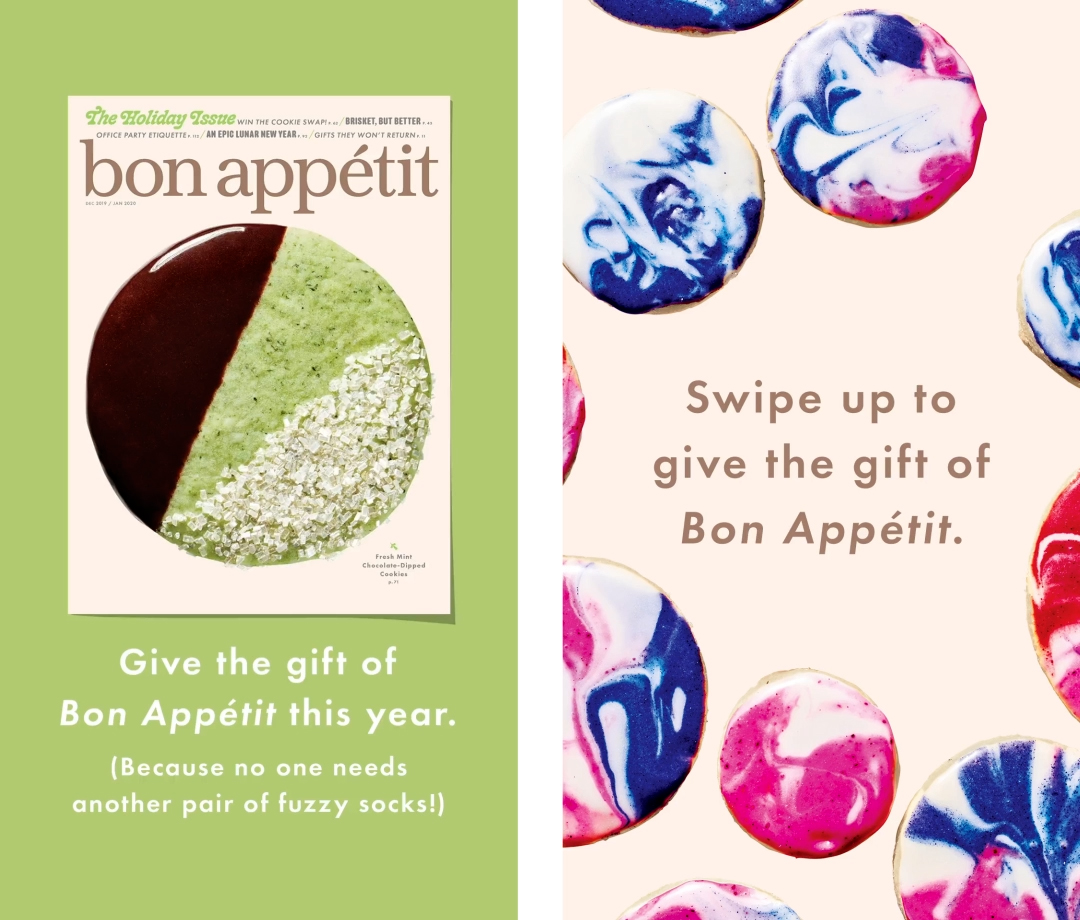 The Holiday Issue WIN THE COOKIE SWAP! / BRISKET, BUT BETTER
OFFICE PARTY ETIQUETTE / AN EPIC LUNAR NEW YEAR / GIFTS THEY WON'T RETURN
bon appétit
DEC 2019 / JAN 2020
Fresh Mint
Chocolate-Dipped
Cookies
Give the gift of
Bon Appétit this year.
(Because no one needs
another pair of fuzzy socks!)
Swipe up to
give the gift of
Bon Appétit.